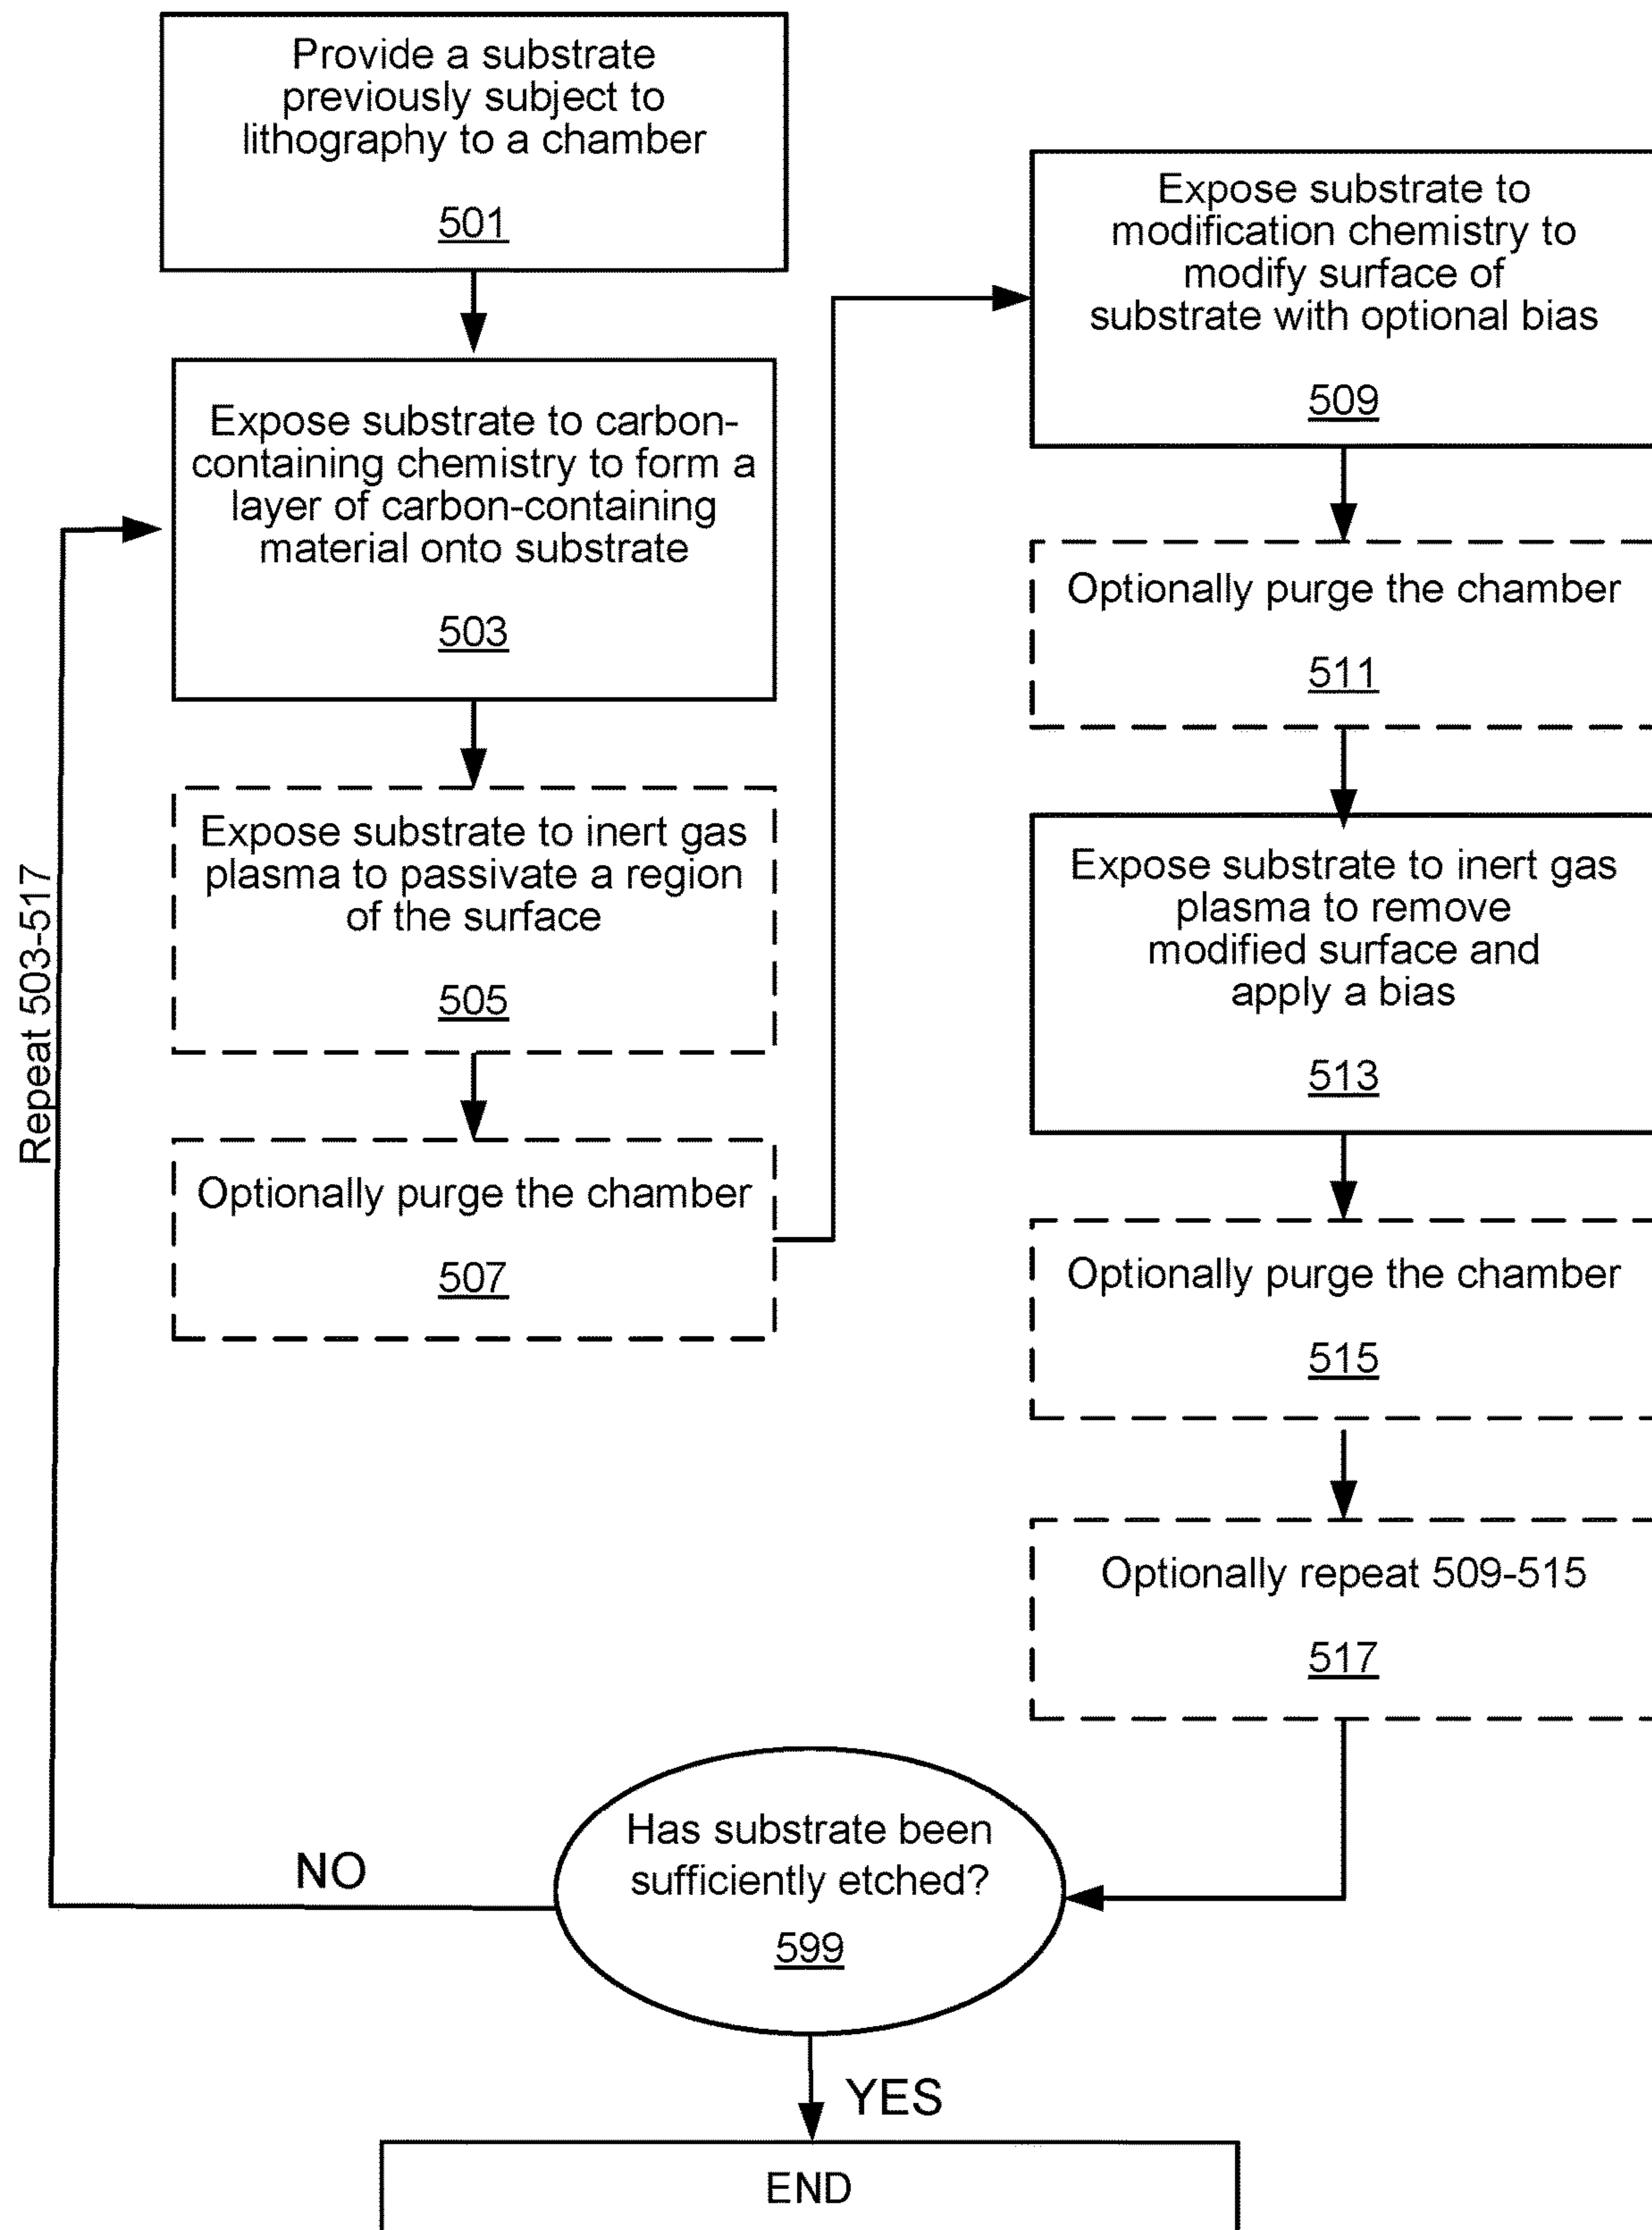 Provide a substrate
previously subject to
lithography to a chamber
501
Expose substrate to carbon-
containing chemistry to form a
layer of carbon-containing
material onto substrate
503
Expose substrate to inert gas
plasma to passivate a region
of the surface
505
Optionally purge the chamber
507
Expose substrate to
modification chemistry to
modify surface of
substrate with optional bias
509
Optionally purge the chamber
511
Expose substrate to inert gas
plasma to remove
modified surface and
apply a bias
513
Optionally purge the chamber
515
Optionally repeat 509-515
517
Has substrate been
sufficiently etched?
599
NO
Repeat 503-517
YES
END